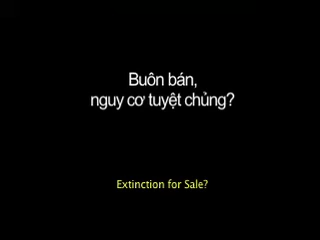 Buôn bán,
nguy cơ tuyệt chủng?
Extinction for Sale?